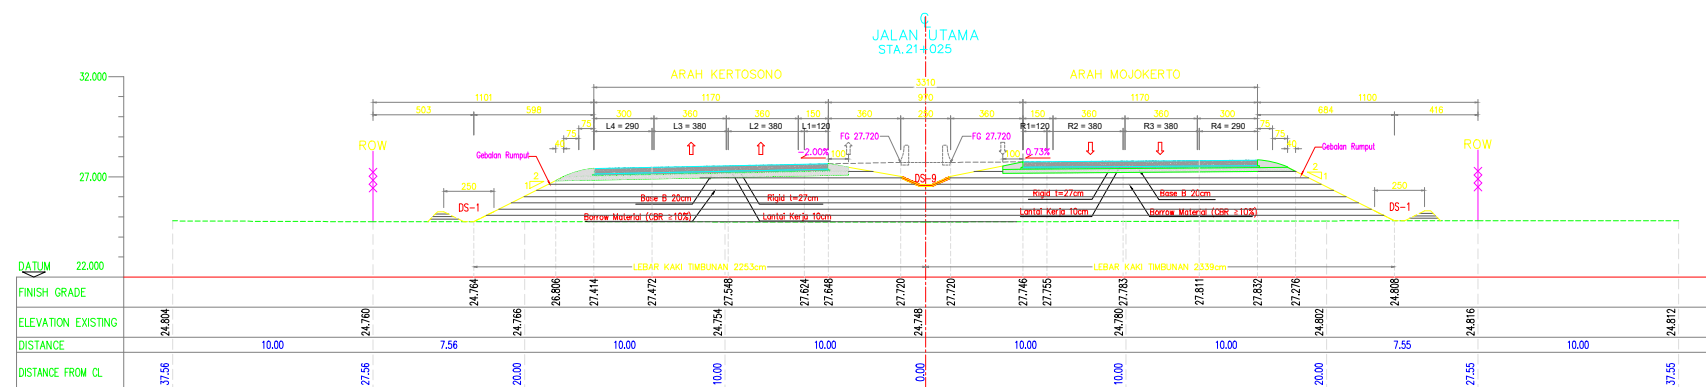 C
L
JALAN UTAMA
STA.21+025
ARAH KERTOSONO
ARAH MOJOKERTO
32.000
1101 1170 1170 1100
360 360 150 360 360 150 360 360
L4 = 290 L3 = 380 L2 = 380 L1=120 R1=120 R2 = 380 R3 = 380 R4 = 290
FG 27.720 FG 27.720
ROW
Gebalan Rumput
-2.00%
100
100
0.73%
Gebalan Rumput
ROW
27.000
DS-9
250
DS-1
Base B 20cm
Rigid t=27cm
Rigid t=27cm
Base B 20cm
250
DS-1
Borrow Material (CBR ≥10%)
Lantai Kerja 10cm
Lantai Kerja 10cm
Borrow Material (CBR ≥10%)
DATUM 22.000
LEBAR KAKI TIMBUNAN
LEBAR KAKI TIMBUNAN
FINISH GRADE 24.764 26.806 27.414 27.472 27.548 27.624 27.648 27.720 27.720 27.746 27.755 27.783 27.811 27.832 27.276 24.808
ELEVATION EXISTING 24.804 24.760 24.766 24.754 24.748 24.780 24.802 24.816 24.812
DISTANCE 10.00 7.56 10.00 10.00 10.00 10.00 7.55 10.00
DISTANCE FROM CL 37.56 27.56 20.00 10.00 0.00 10.00 20.00 27.55 37.55